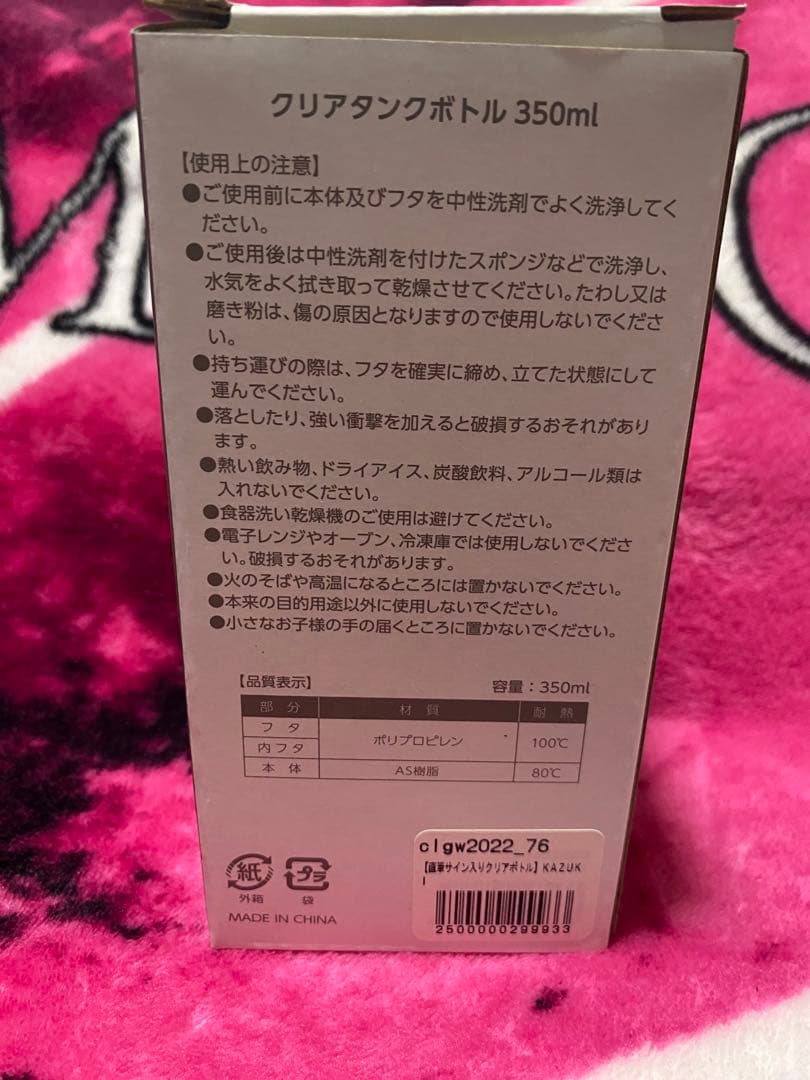 クリアタンクボトル 350ml
【使用上の注意】
●ご使用前に本体及びフタを中性洗剤でよく洗浄してく
ださい。
●ご使用後は中性洗剤を付けたスポンジなどで洗浄し、
水気をよく拭き取って乾燥させてください。たわし又は
磨き粉は、傷の原因となりますので使用しないでくださ
い。
●持ち運びの際は、フタを確実に締め、立てた状態にして
運んでください。
●落としたり、強い衝撃を加えると破損するおそれがあり
ます。
●熱い飲み物、ドライアイス、炭酸飲料、アルコール類は
入れないでください。
●食器洗い乾燥機のご使用は避けてください。
●電子レンジやオーブン、冷凍庫では使用しないでくださ
い。破損するおそれがあります。
●火のそばや高温になるところには置かないでください。
●本来の目的用途以外に使用しないでください。
●小さなお子様の手の届くところに置かないでください。
【品質表示】 容量：350ml
部 分 材 質 耐 熱
フ タ ポリプロピレン 100℃
内フタ
本 体 AS樹脂 80℃
紙 プラ
外箱 袋
MADE IN CHINA
clgw2022_76
【直筆サイン入りクリアボトル】KAZUK
I
2500000299933